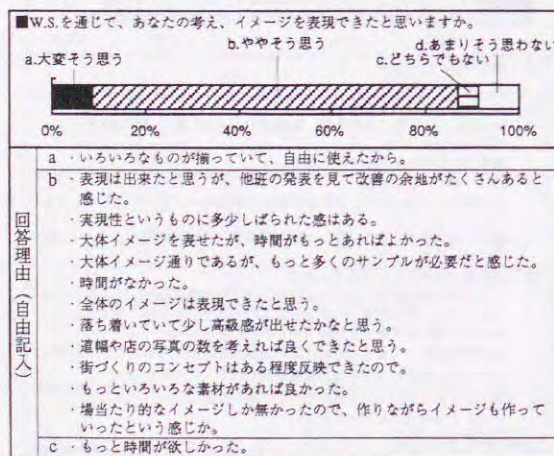 ■W.S.を通じて、あなたの考え、イメージを表現できたと思いますか。
b.ややそう思う
d.あまりそう思わない
a.大変そう思う
c.どちらでもない
0% 20% 40% 60% 80% 100%
回答理由（自由記入）
a ・いろいろなものが揃っていて、自由に使えたから。
b ・表現は出来たと思うが、他班の発表を見て改善の余地がたくさんあると
感じた。
・実現性というものに多少しばられた感はある。
・大体イメージを表せたが、時間がもっとあればよかった。
・大体イメージ通りであるが、もっと多くのサンプルが必要だと感じた。
・時間がなかった。
・全体のイメージは表現できたと思う。
・落ち着いていて少し高級感が出せたかなと思う。
・道幅や店の写真の数を考えれば良くできたと思う。
・街づくりのコンセプトはある程度反映できたので。
・もっといろいろな素材があれば良かった。
・場当たり的なイメージしか無かったので、作りながらイメージも作って
いったという感じか。
c ・もっと時間が欲しかった。